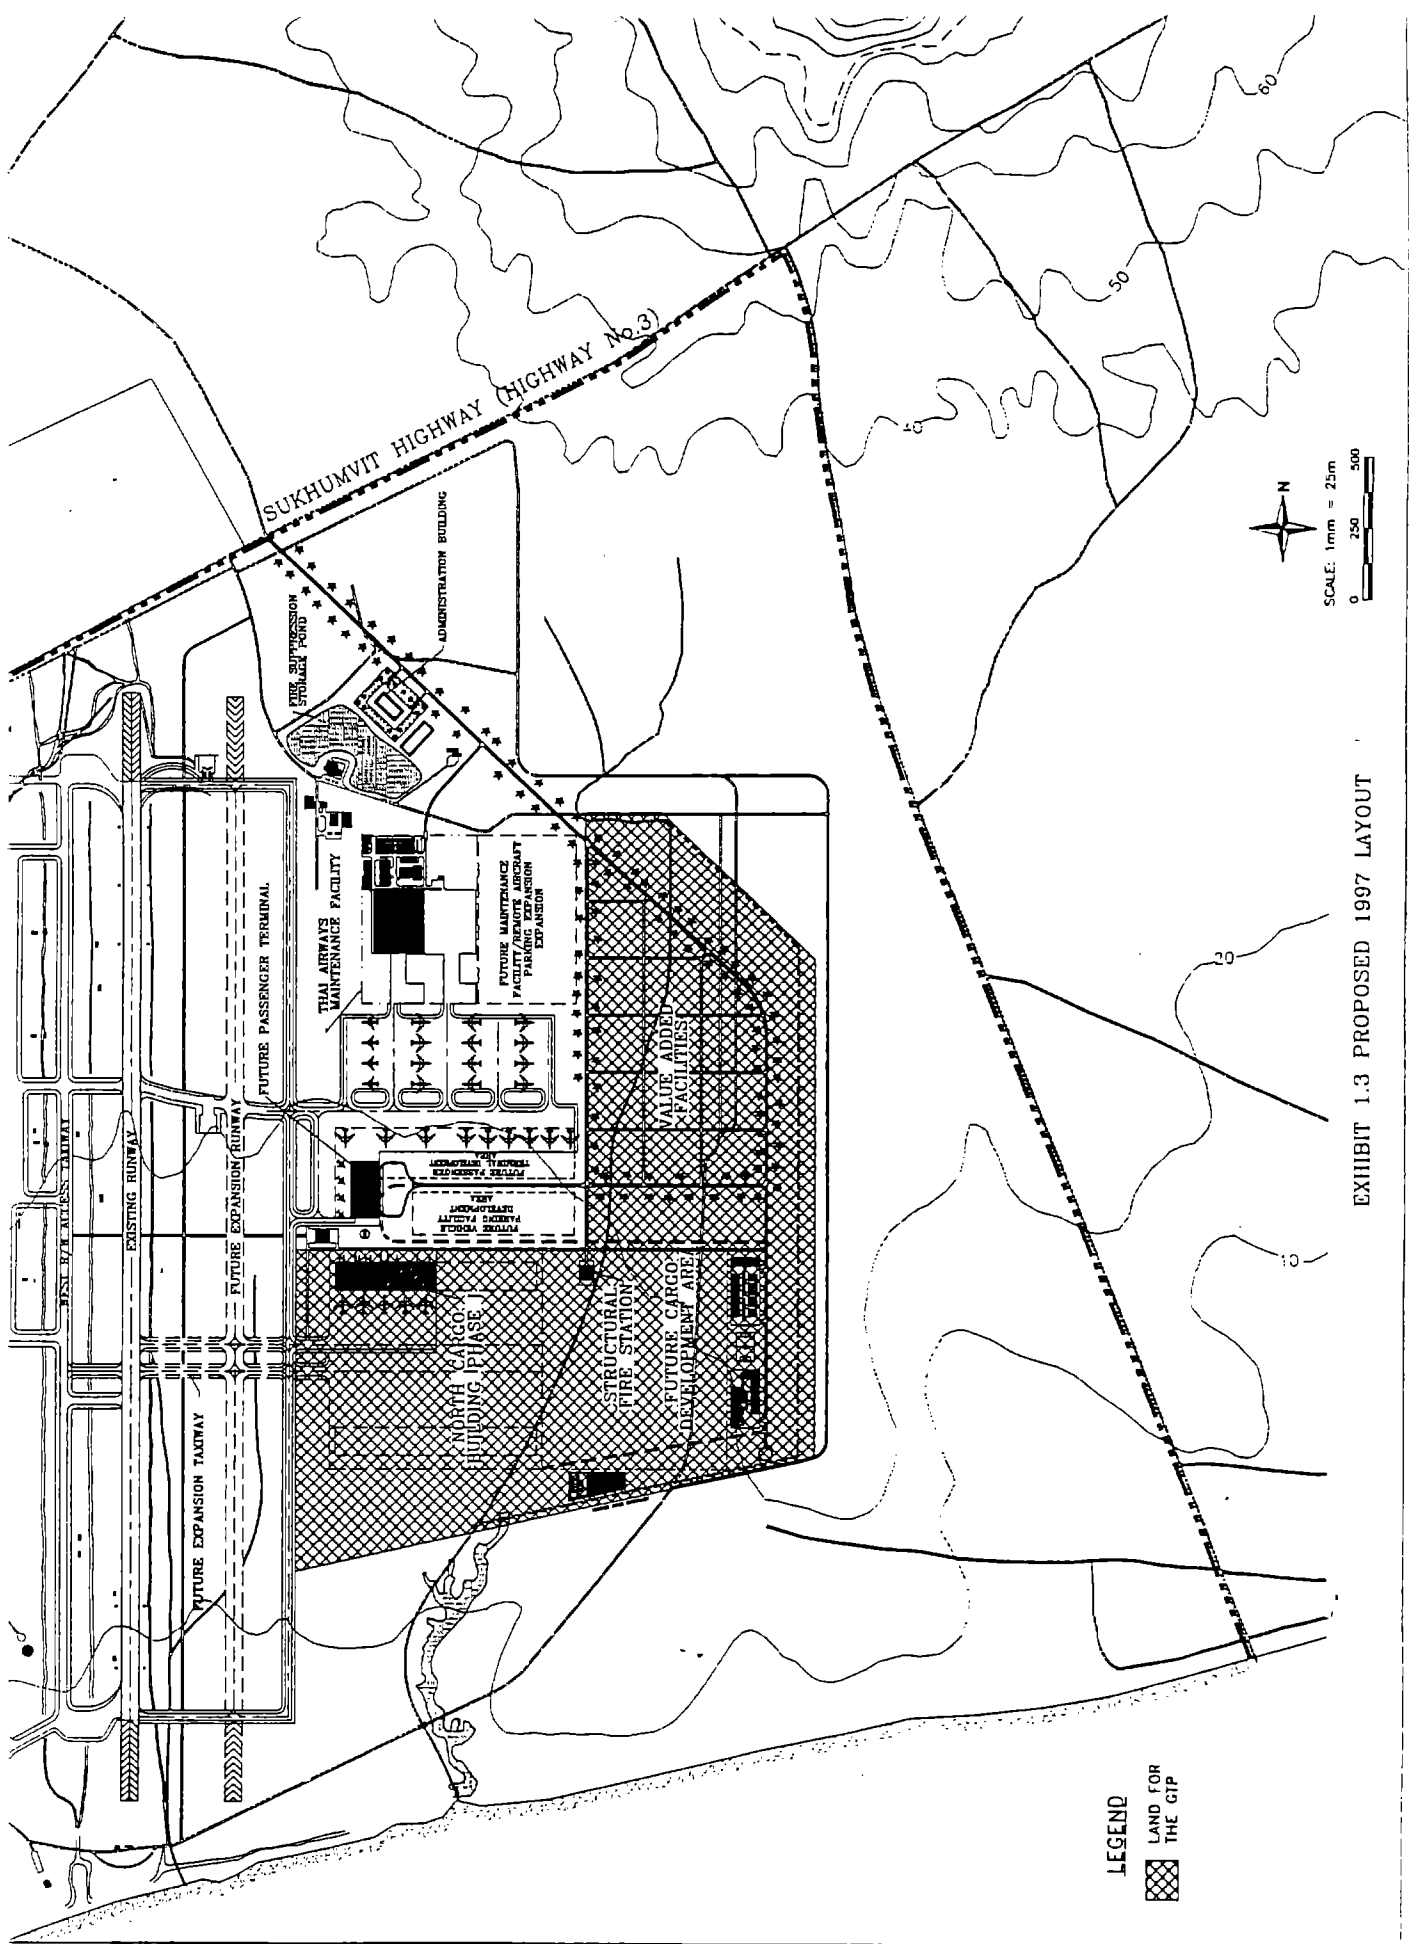 SUKHUMVIT HIGHWAY (HIGHWAY No.3)
60
50
40
20
10
FIRE SUPPRESSION
STORAGE POND
ADMINISTRATION BUILDING
THAI AIRWAYS
MAINTENANCE FACILITY
FUTURE PASSENGER TERMINAL
FUTURE MAINTENANCE
FACILITY/REMOTE AIRCRAFT
PARKING EXPANSION
EXPANSION
EXISTING RUNWAY
FUTURE EXPANSION RUNWAY
FUTURE EXPANSION TAXIWAY
FUTURE PASSENGER
TERMINAL DEVELOPMENT
AREA
FUTURE VEHICLE
PARKING FACILITY
DEVELOPMENT
AREA
VALUE ADDED
FACILITIES
NORTH CARGO
BUILDING PHASE I
STRUCTURAL
FIRE STATION
FUTURE CARGO
DEVELOPMENT AREA
N
SCALE: 1mm = 25m
0 250 500
LEGEND
LAND FOR
THE GTP
EXHIBIT 1.3 PROPOSED 1997 LAYOUT